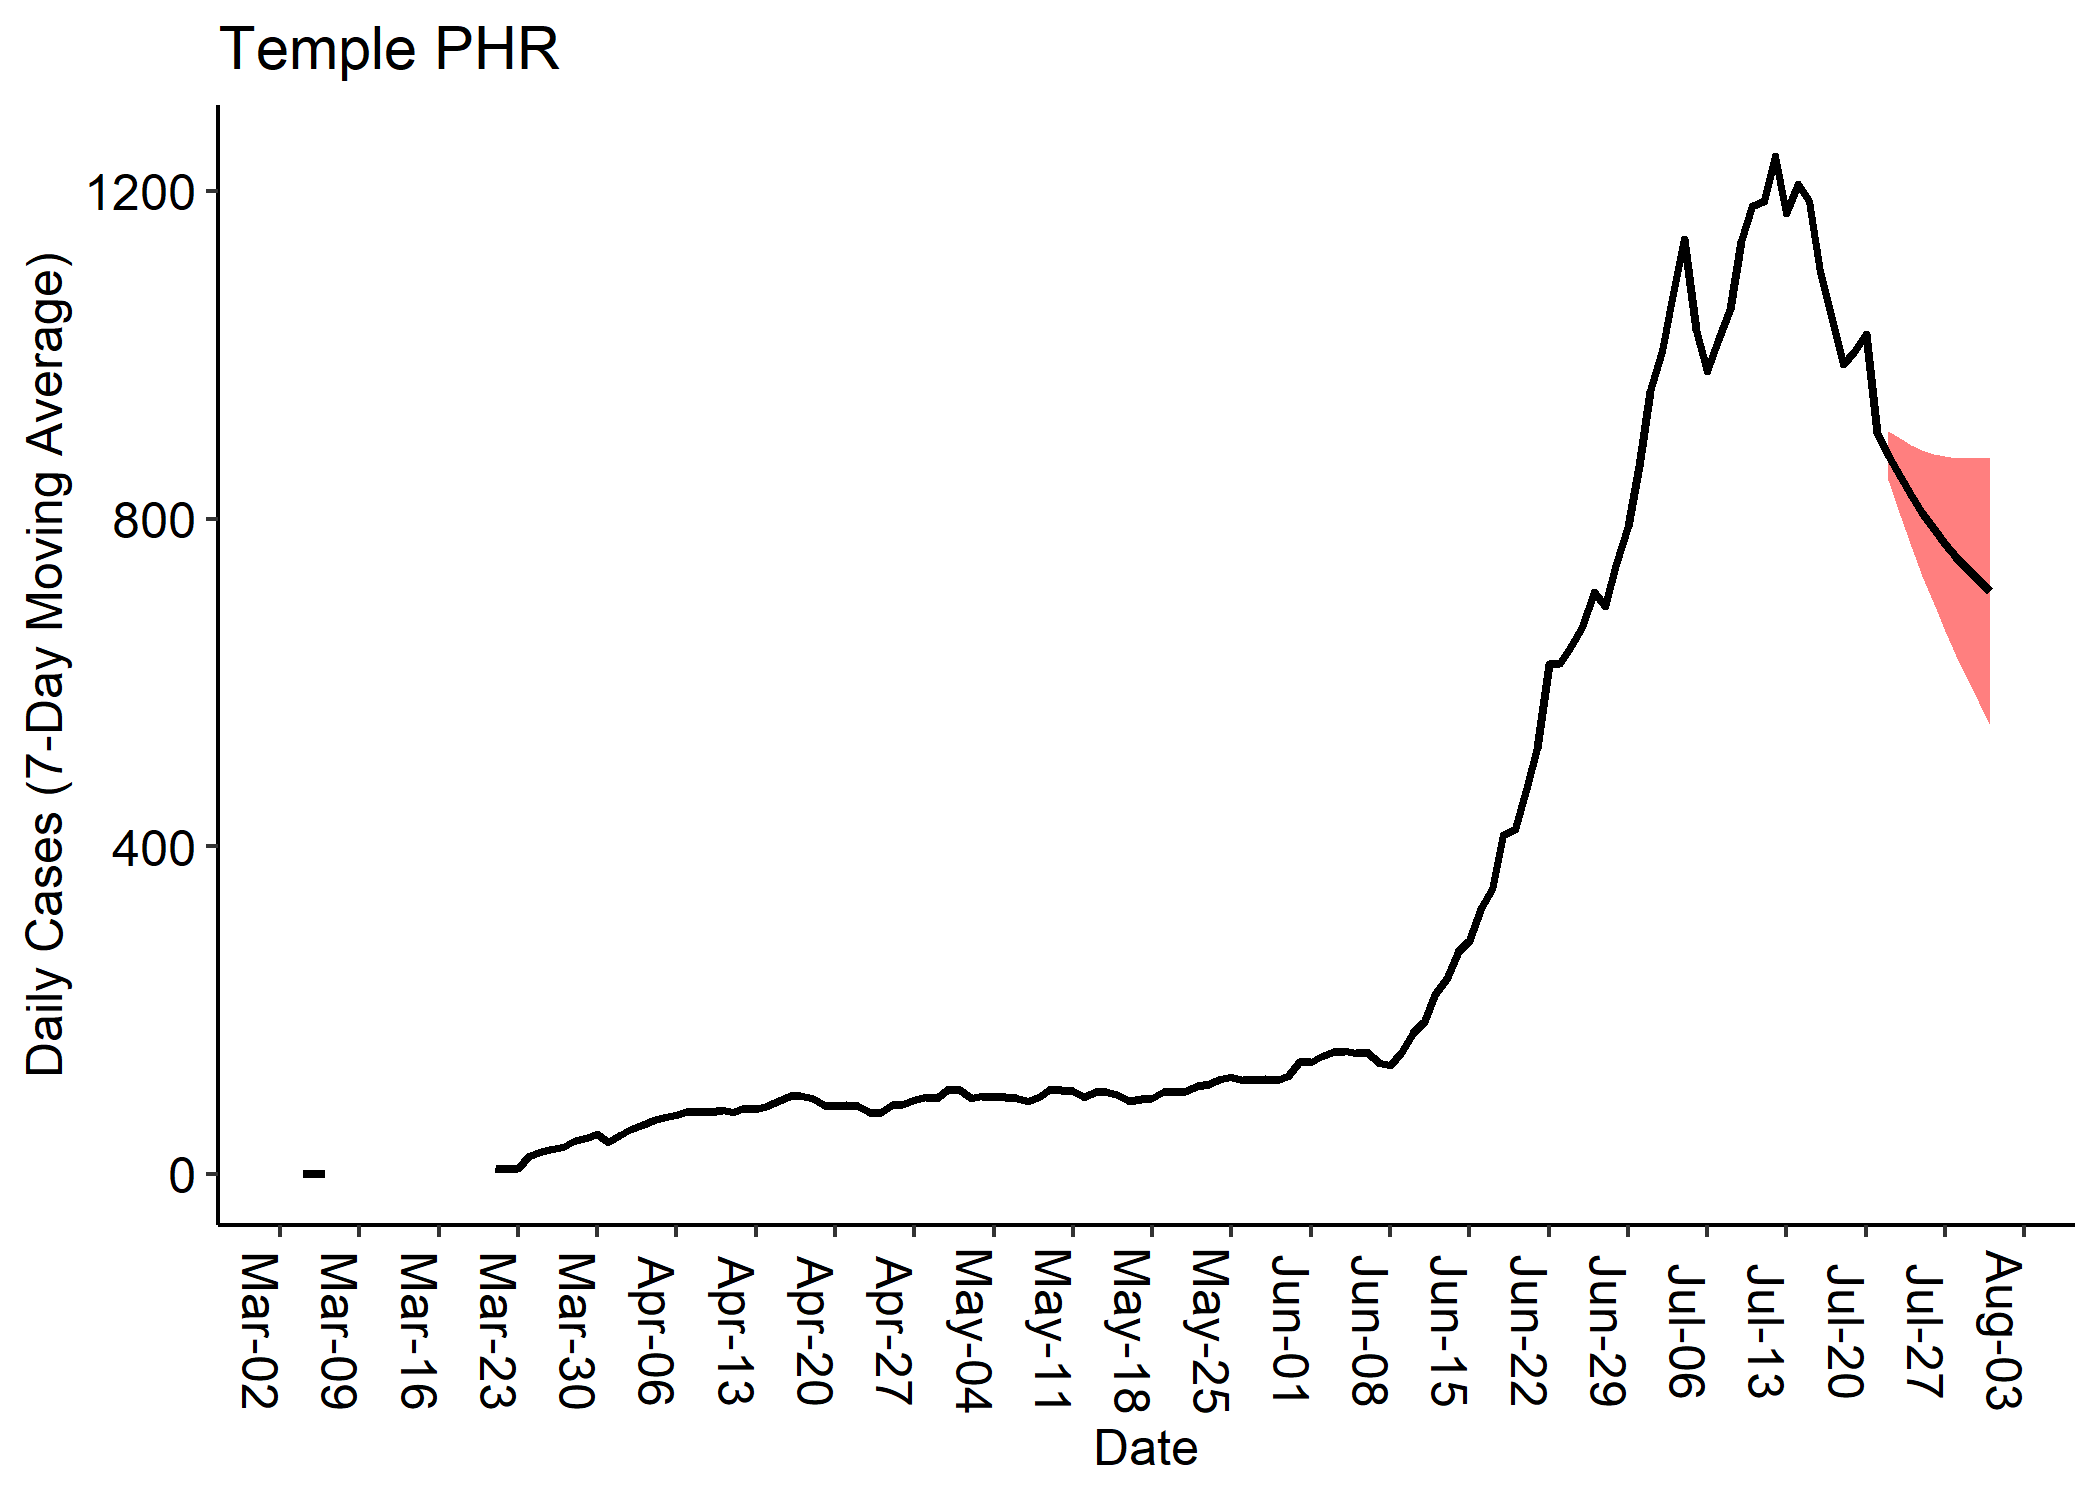 Temple PHR
Daily Cases (7-Day Moving Average)
1200
800
400
0
Mar-02
Mar-09
Mar-16
Mar-23
Mar-30
Apr-06
Apr-13
Apr-20
Apr-27
May-04
May-11
May-18
May-25
Jun-01
Jun-08
Jun-15
Jun-22
Jun-29
Jul-06
Jul-13
Jul-20
Jul-27
Aug-03
Date